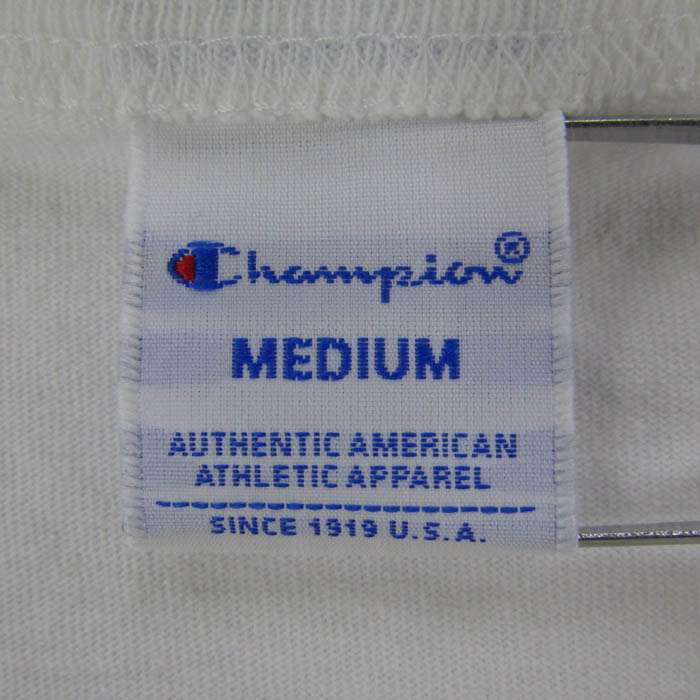 Champion®
MEDIUM
AUTHENTIC AMERICAN
ATHLETIC APPAREL
SINCE 1919 U.S.A.